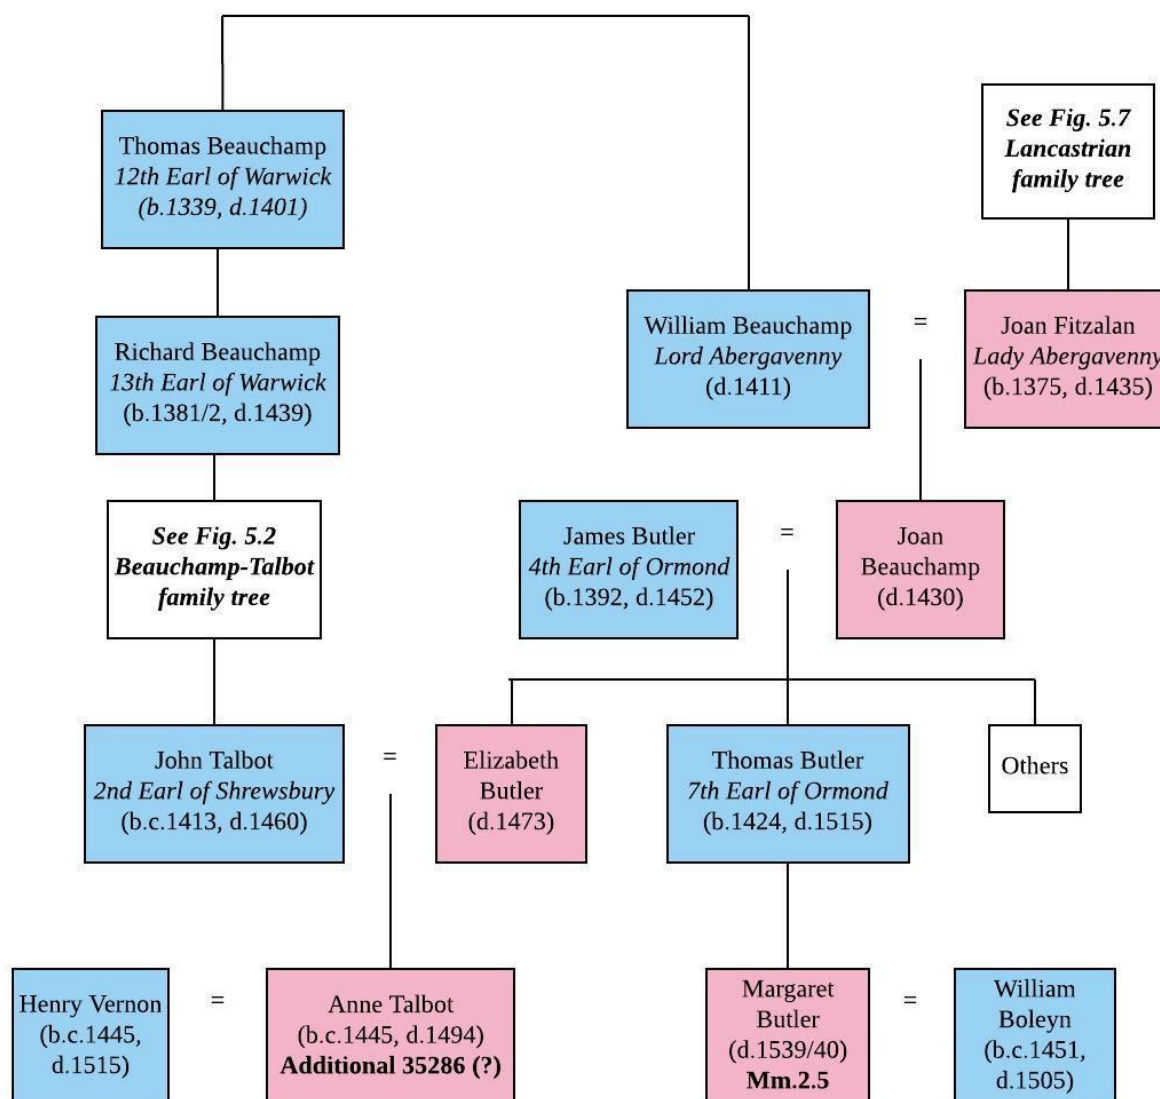 Thomas Beauchamp
12th Earl of Warwick
(b.1339, d.1401)
See Fig. 5.7
Lancastrian
family tree
Richard Beauchamp
13th Earl of Warwick
(b.1381/2, d.1439)
William Beauchamp
Lord Abergavenny
(d.1411)
=
Joan Fitzalan
Lady Abergavenny
(b.1375, d.1435)
See Fig. 5.2
Beauchamp-Talbot
family tree
James Butler
4th Earl of Ormond
(b.1392, d.1452)
=
Joan
Beauchamp
(d.1430)
John Talbot
2nd Earl of Shrewsbury
(b.c.1413, d.1460)
=
Elizabeth
Butler
(d.1473)
Thomas Butler
7th Earl of Ormond
(b.1424, d.1515)
Others
Henry Vernon
(b.c.1445,
d.1515)
=
Anne Talbot
(b.c.1445, d.1494)
Additional 35286 (?)
Margaret
Butler
(d.1539/40)
Mm.2.5
=
William
Boleyn
(b.c.1451,
d.1505)